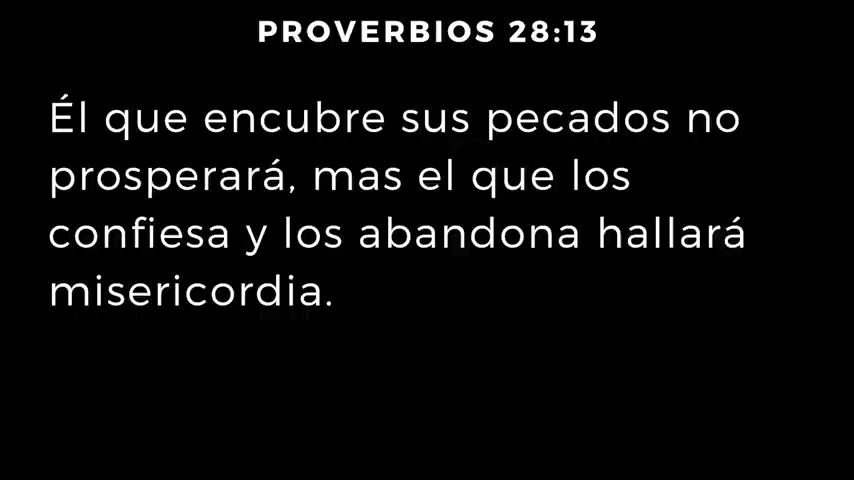 PROVERBIOS 28:13
Él que encubre sus pecados no
prosperará, mas el que los
confiesa y los abandona hallará
misericordia.